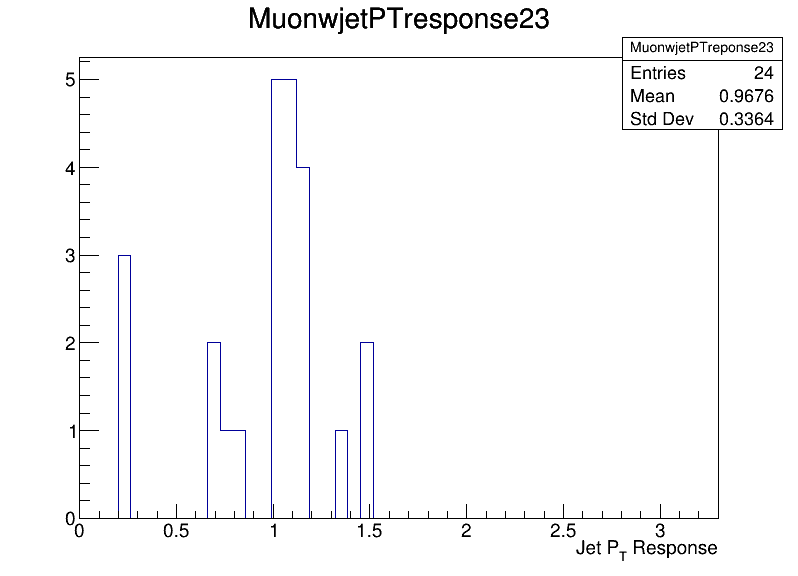 MuonwjetPTresponse23
MuonwjetPTreponse23
Entries 24
Mean 0.9676
Std Dev 0.3364
5
4
3
2
1
0
0 0.5 1 1.5 2 2.5 3
Jet P_T Response